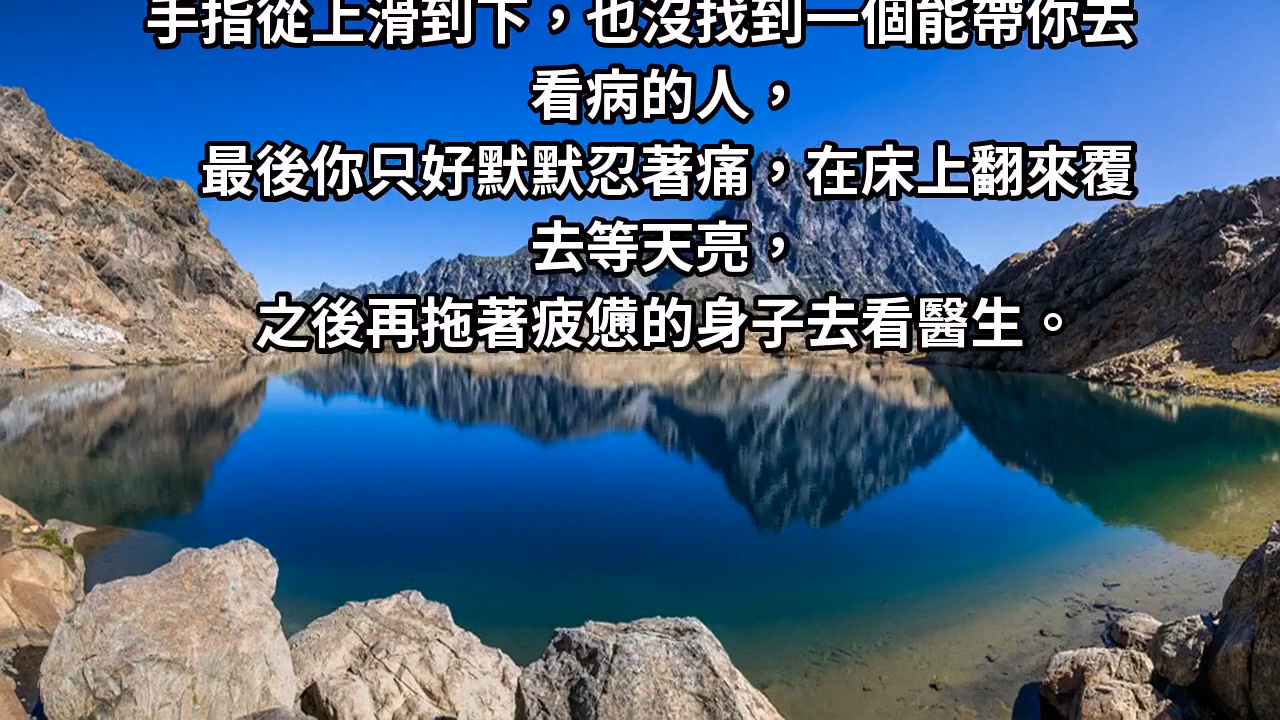 手指從上滑到下，也沒找到一個能帶你去
看病的人，
最後你只好默默忍著痛，在床上翻來覆
去等天亮，
之後再拖著疲憊的身子去看醫生。